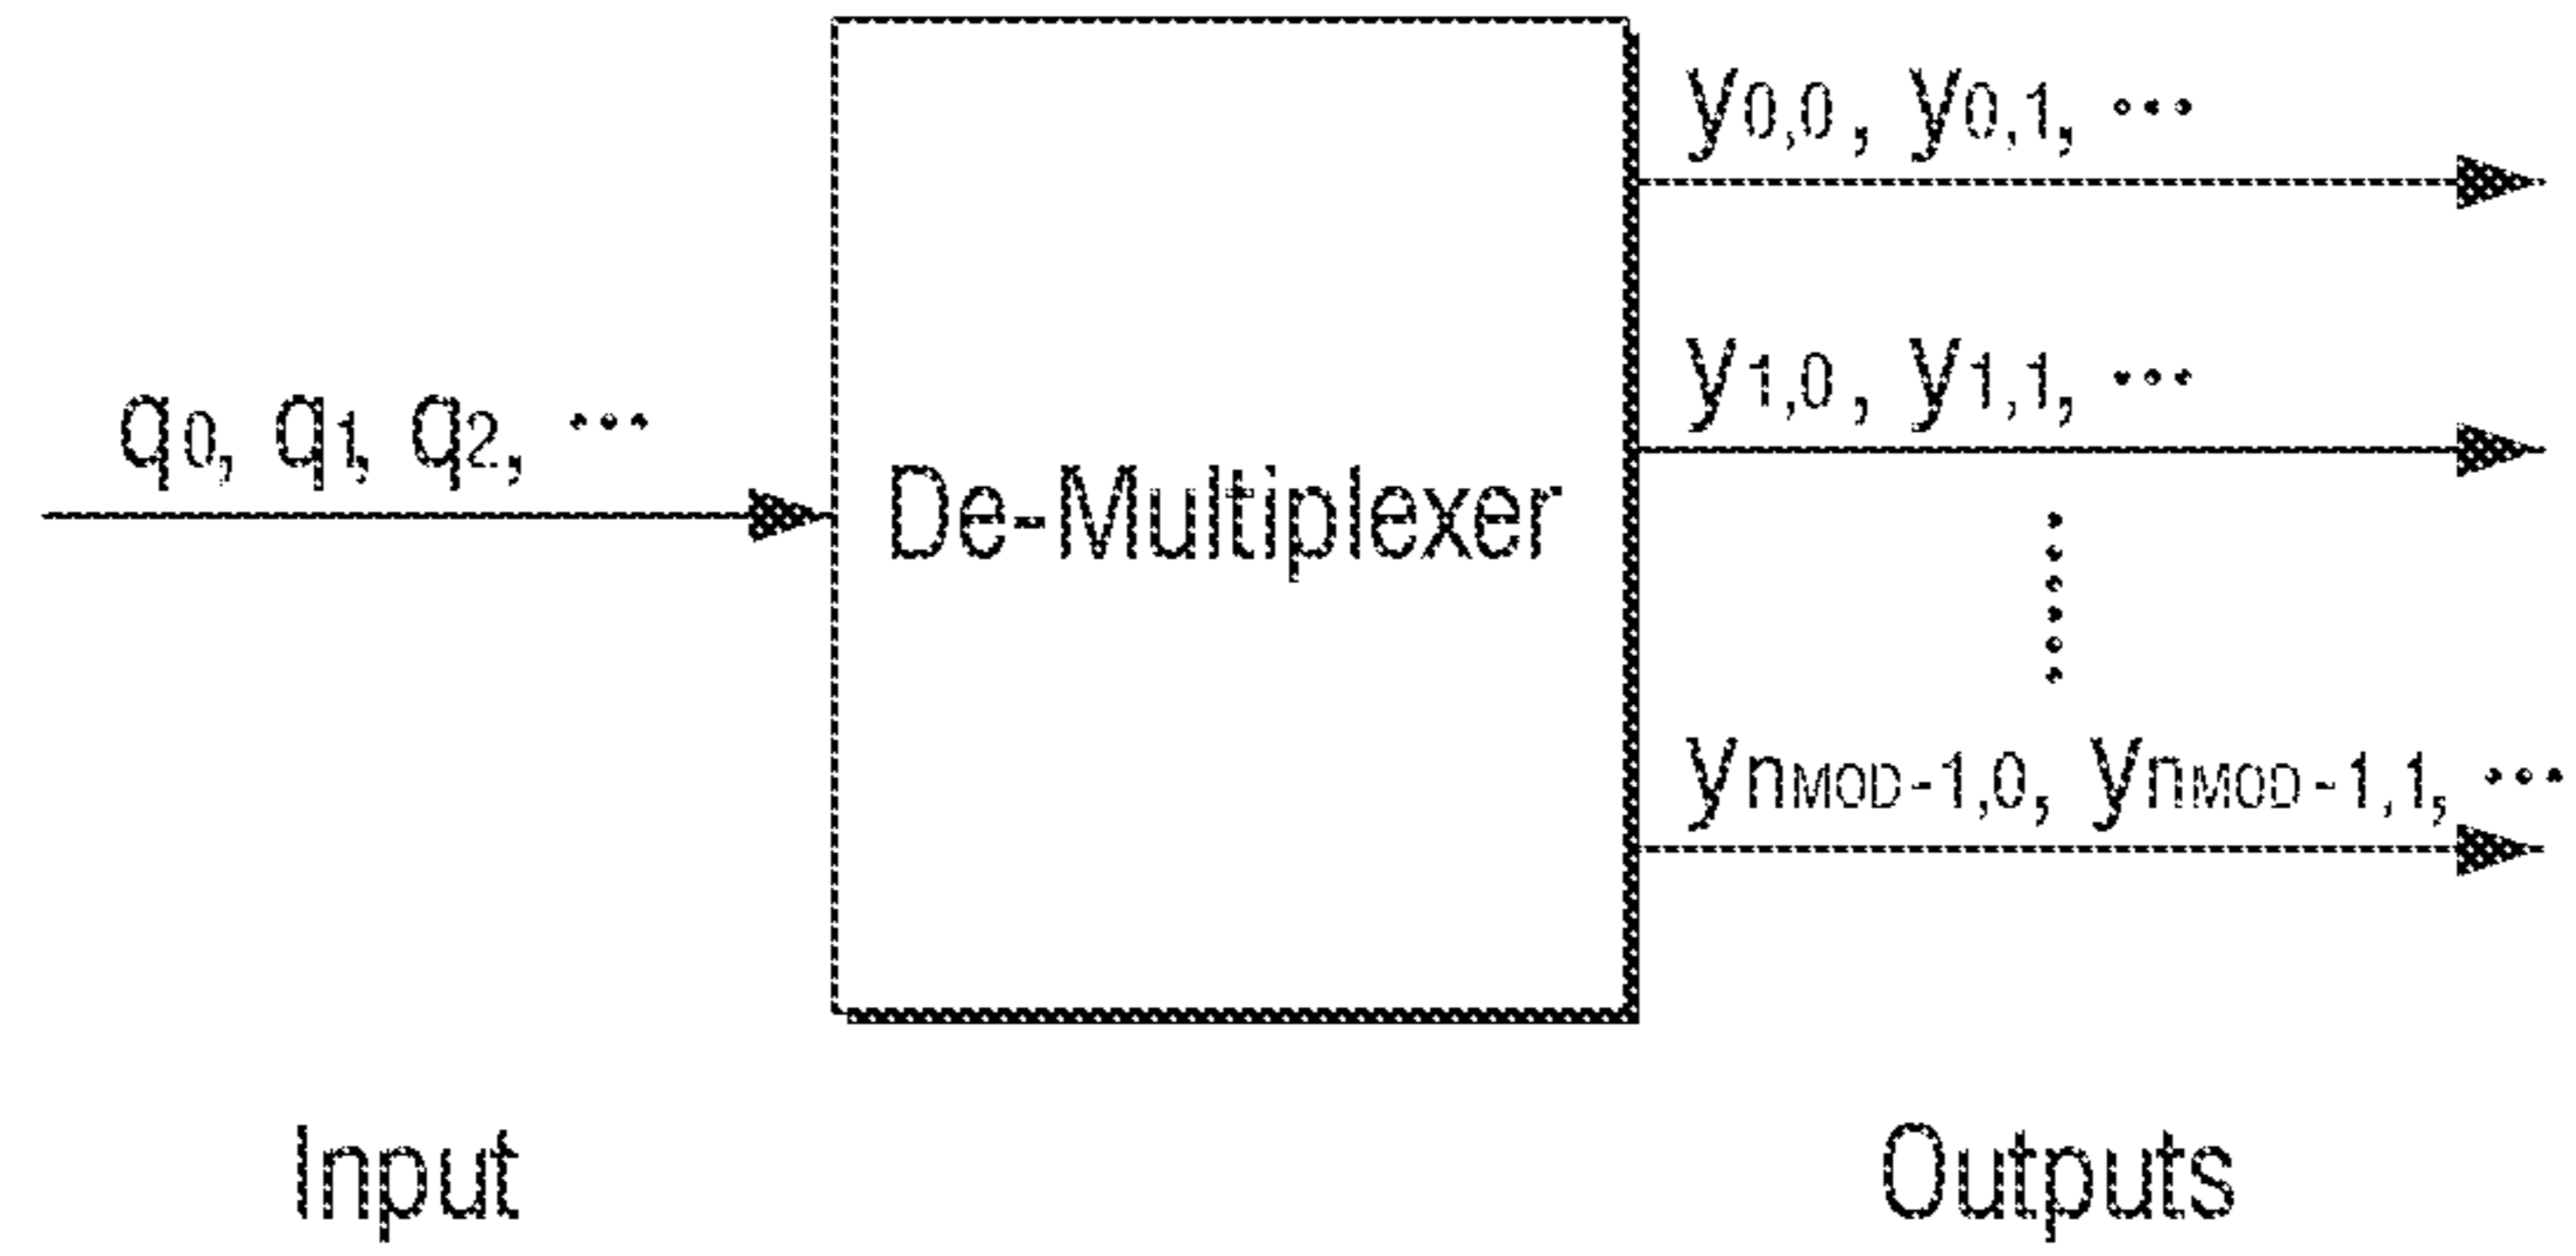 y0,0, y0,1, ...
y1,0, y1,1, ...
q0, q1, q2, ...
De-Multiplexer
ynMOD-1,0, ynMOD-1,1, ...
Input
Outputs